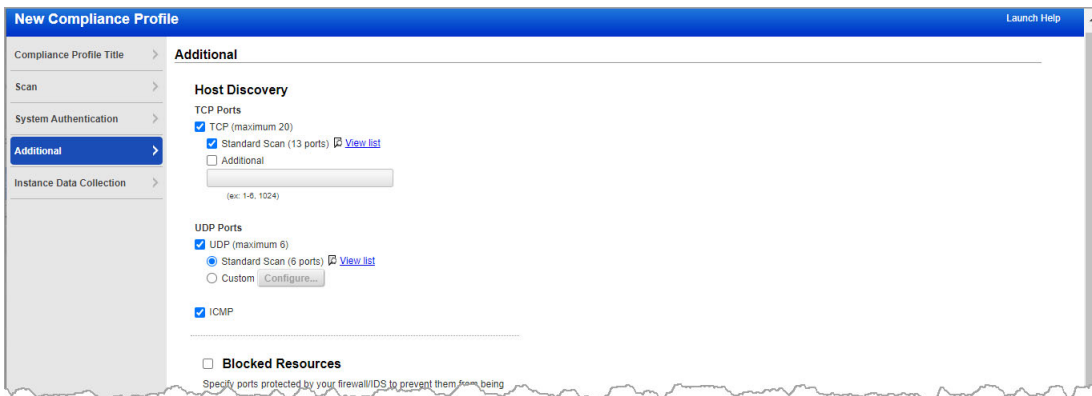 New Compliance Profile
Launch Help
Compliance Profile Title
Scan
System Authentication
Additional
Instance Data Collection
Additional
Host Discovery
TCP Ports
TCP (maximum 20)
Standard Scan (13 ports) View list
Additional
(ex: 1-6, 1024)
UDP Ports
UDP (maximum 6)
Standard Scan (6 ports) View list
Custom Configure...
ICMP
Blocked Resources
Specify ports protected by your firewall/IDS to prevent them from being